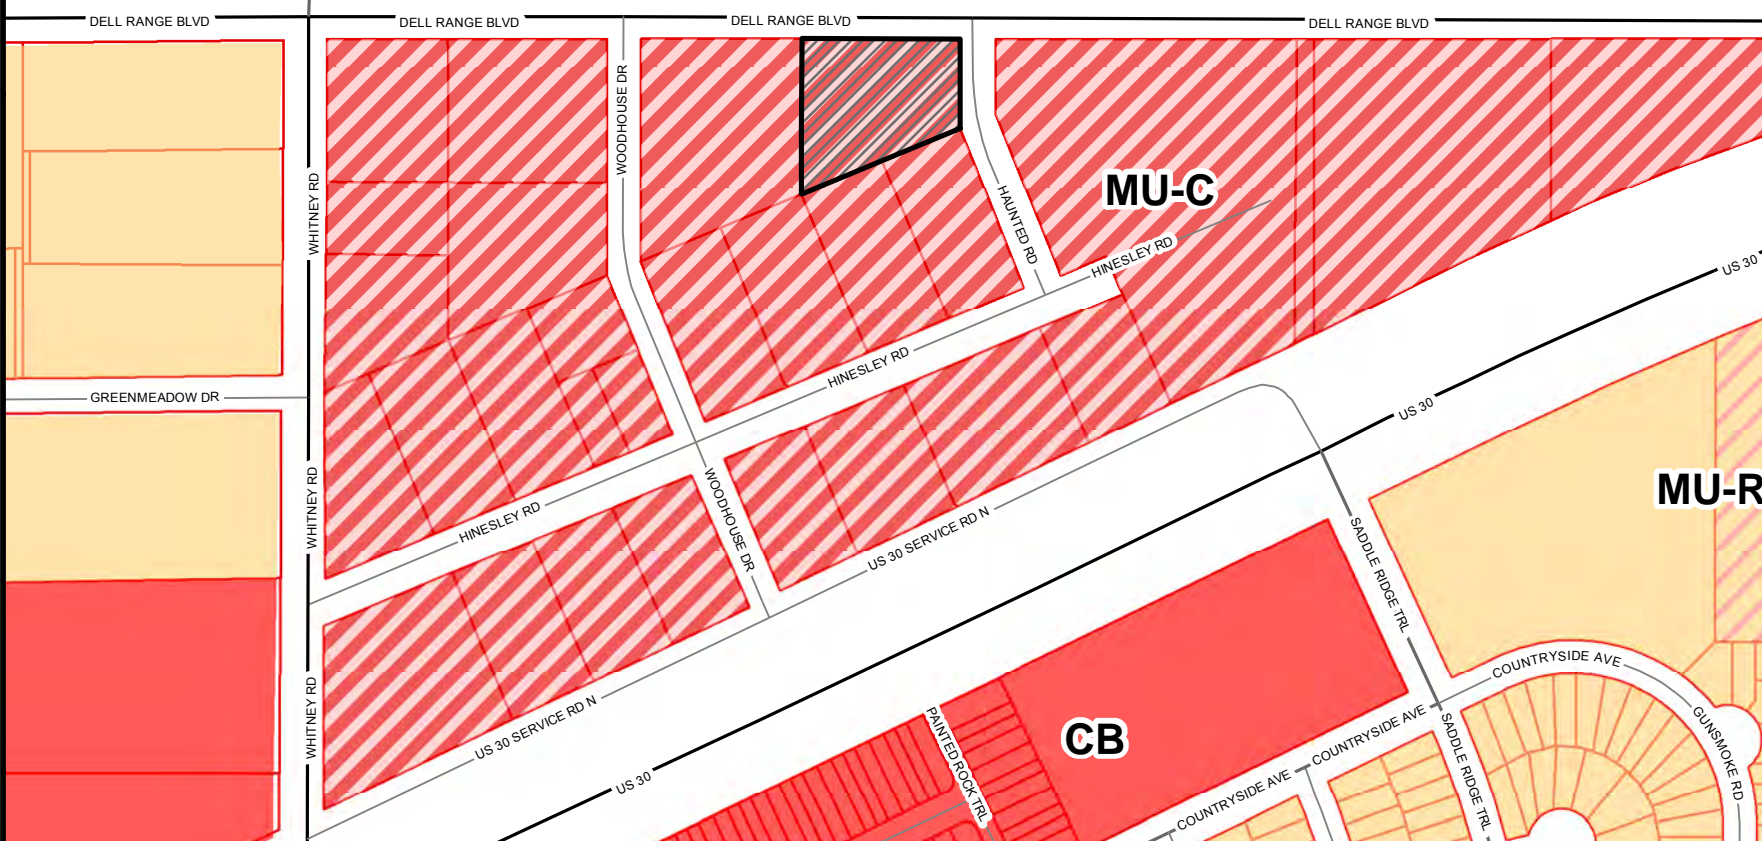 DELL RANGE BLVD
DELL RANGE BLVD
DELL RANGE BLVD
DELL RANGE BLVD
WOODHOUSE DR
WHITNEY RD
HAUNTED RD
MU-C
HINESLEY RD
US 30
HINESLEY RD
GREENMEADOW DR
US 30
WHITNEY RD
HINESLEY RD
WOODHOUSE DR
US 30 SERVICE RD N
MU-R
SADDLE RIDGE TRL
COUNTRYSIDE AVE
WHITNEY RD
US 30 SERVICE RD N
PAINTED ROCK TRL
CB
COUNTRYSIDE AVE
GUNSMOKE RD
US 30
COUNTRYSIDE AVE
SADDLE RIDGE TRL